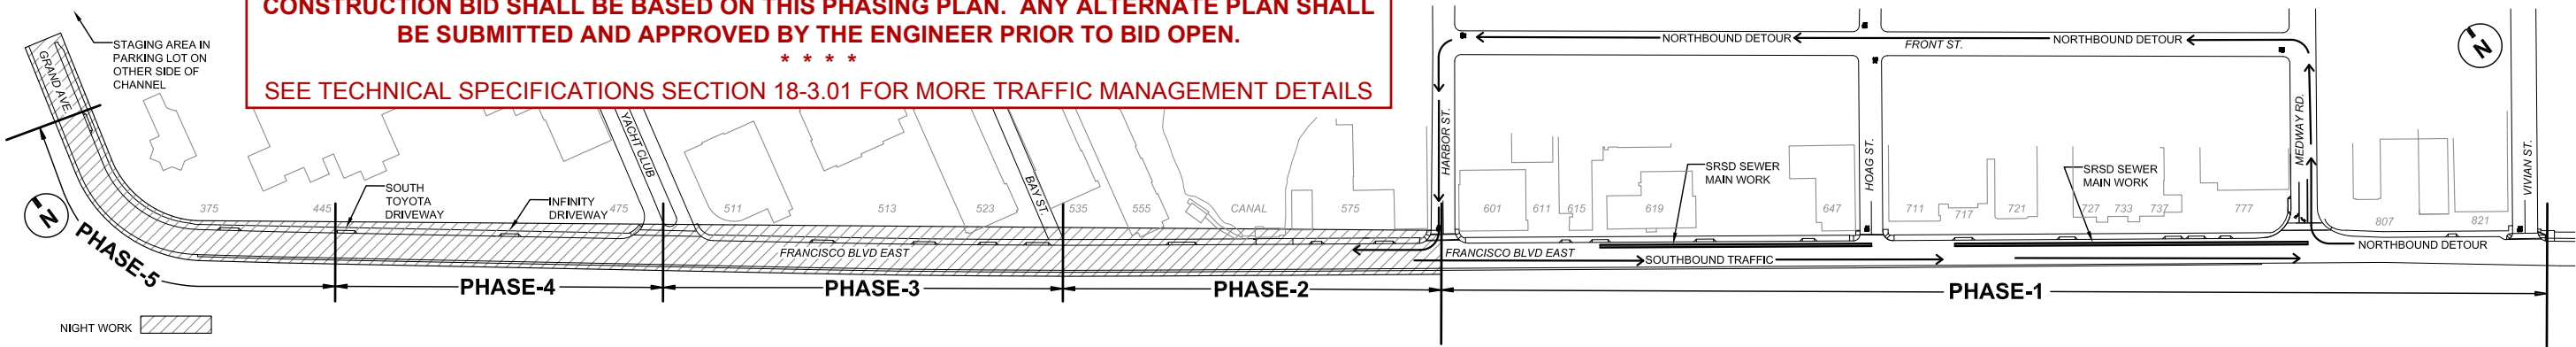 CONSTRUCTION BID SHALL BE BASED ON THIS PHASING PLAN. ANY ALTERNATE PLAN SHALL
BE SUBMITTED AND APPROVED BY THE ENGINEER PRIOR TO BID OPEN.
* * * *
SEE TECHNICAL SPECIFICATIONS SECTION 18-3.01 FOR MORE TRAFFIC MANAGEMENT DETAILS
STAGING AREA IN
PARKING LOT ON
OTHER SIDE OF
CHANNEL
GRAND AVE.
NORTHBOUND DETOUR
FRONT ST.
NORTHBOUND DETOUR
N
YACHT CLUB
BAY ST.
HARBOR ST.
HOAG ST.
MEDWAY RD.
VIVIAN ST.
SRSD SEWER
MAIN WORK
SRSD SEWER
MAIN WORK
SOUTH
TOYOTA
DRIVEWAY
INFINITY
DRIVEWAY
N
375
445
475
511
513
523
535
555
CANAL
575
601
611
615
619
647
711
717
721
727
733
737
777
807
821
FRANCISCO BLVD EAST
FRANCISCO BLVD EAST
SOUTHBOUND TRAFFIC
NORTHBOUND DETOUR
PHASE-5
PHASE-4
PHASE-3
PHASE-2
PHASE-1
NIGHT WORK